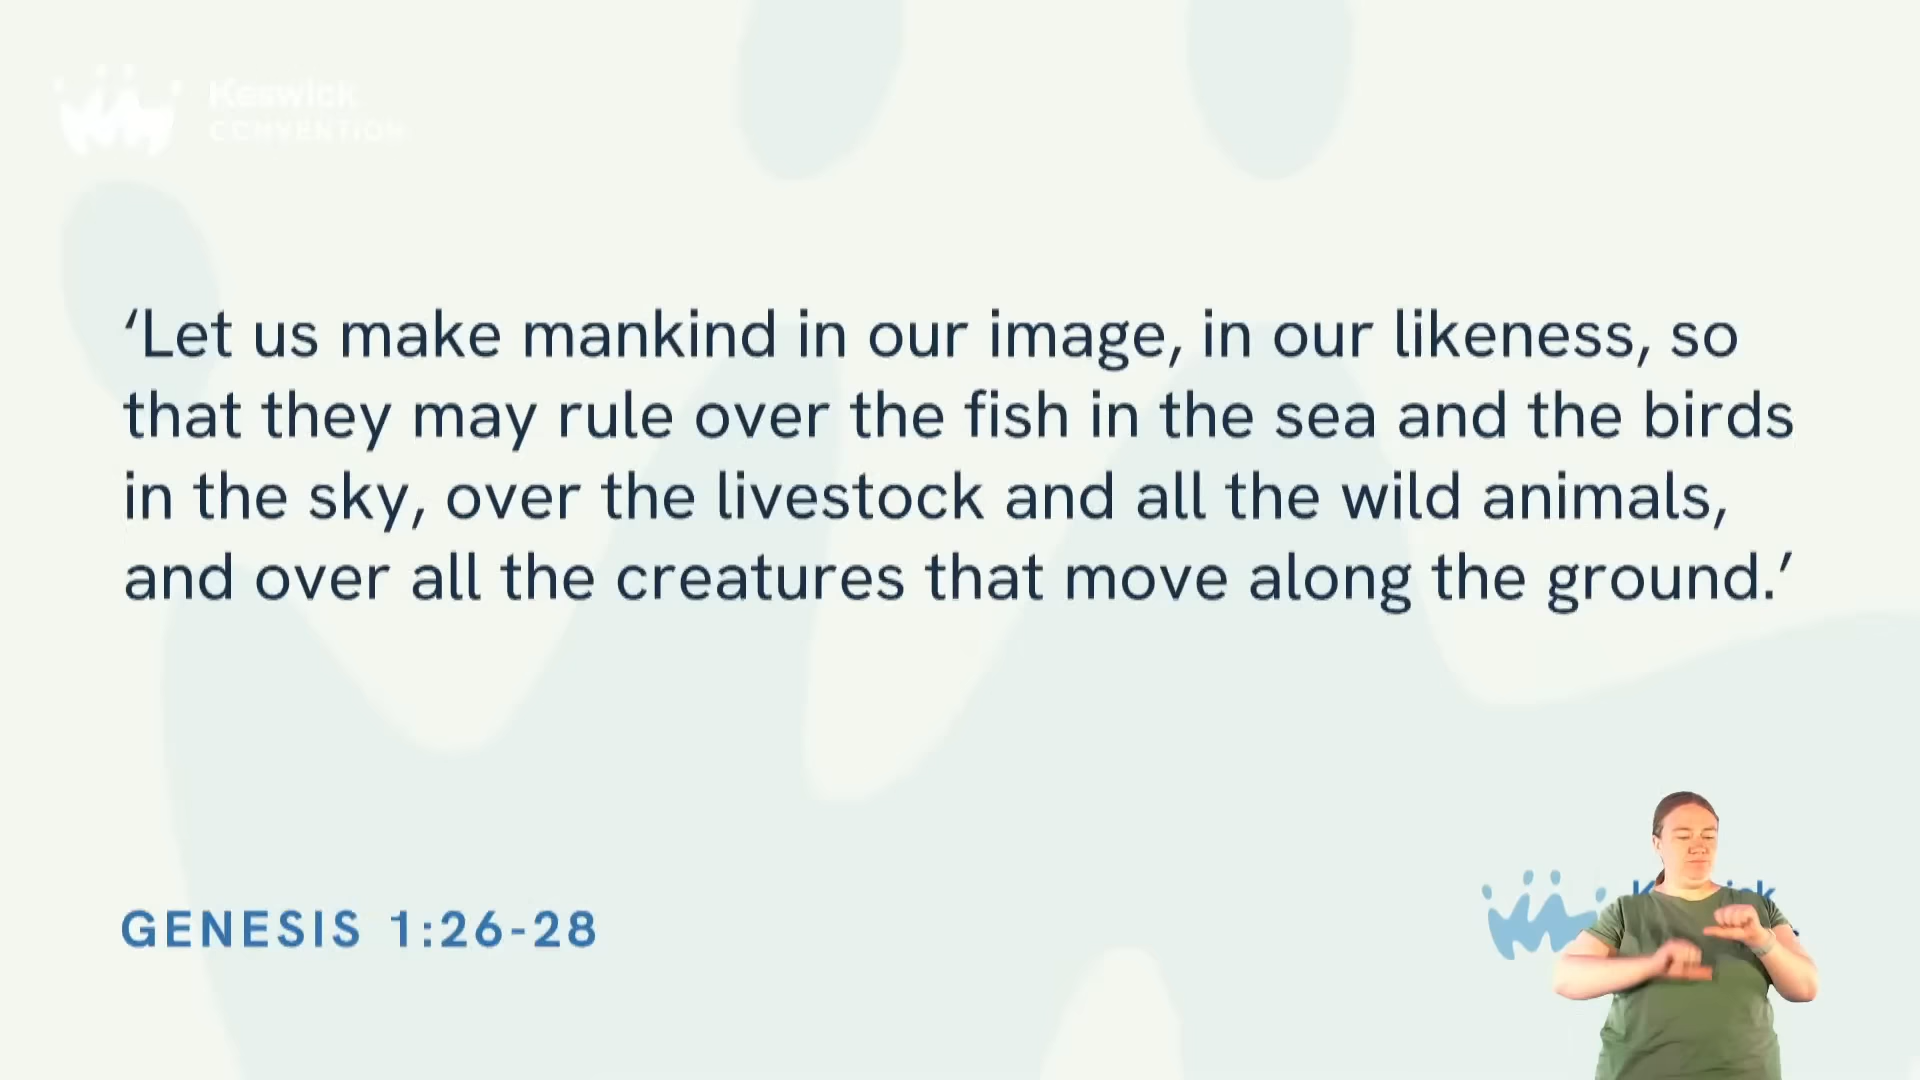 Keswick
CONVENTION
‘Let us make mankind in our image, in our likeness, so
that they may rule over the fish in the sea and the birds
in the sky, over the livestock and all the wild animals,
and over all the creatures that move along the ground.’
GENESIS 1:26-28